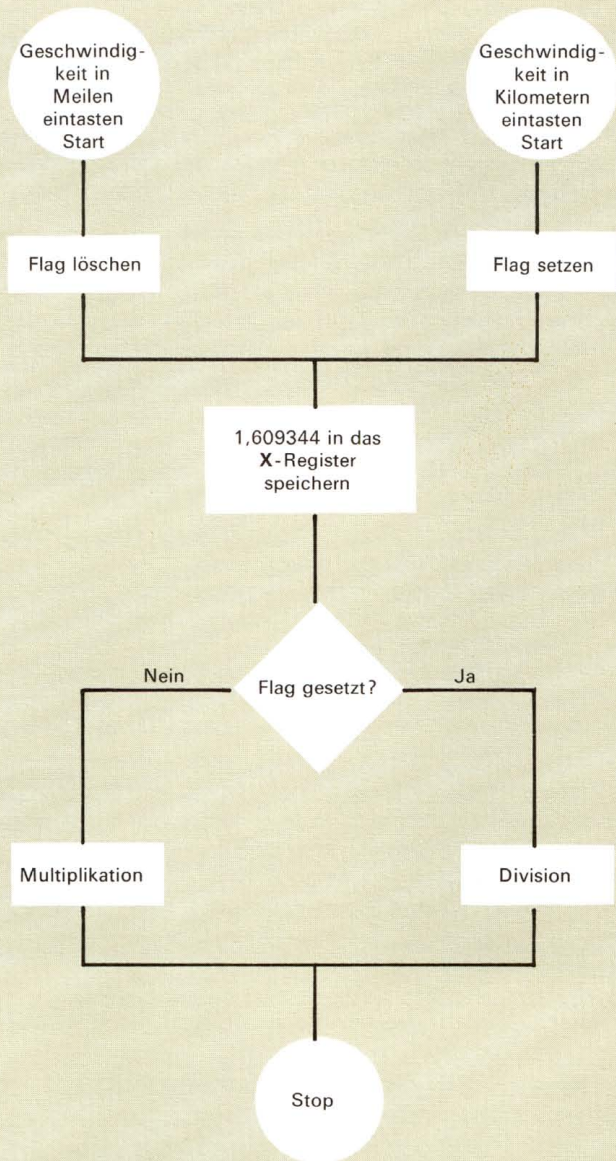 Geschwindig-
keit in
Meilen
eintasten
Start
Geschwindig-
keit in
Kilometern
eintasten
Start
Flag löschen
Flag setzen
1,609344 in das
X-Register
speichern
Flag gesetzt?
Nein
Ja
Multiplikation
Division
Stop